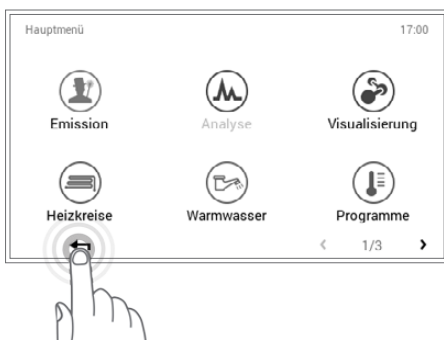 Hauptmenü 17:00
Emission Analyse Visualisierung
Heizkreise Warmwasser Programme
1/3